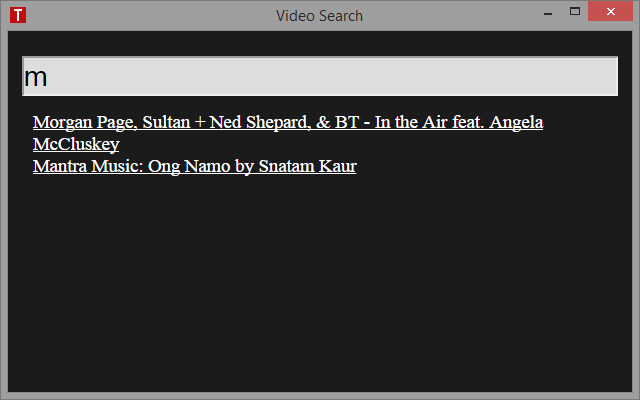 T Video Search
m
Morgan Page, Sultan + Ned Shepard, & BT - In the Air feat. Angela
McCluskey
Mantra Music: Ong Namo by Snatam Kaur